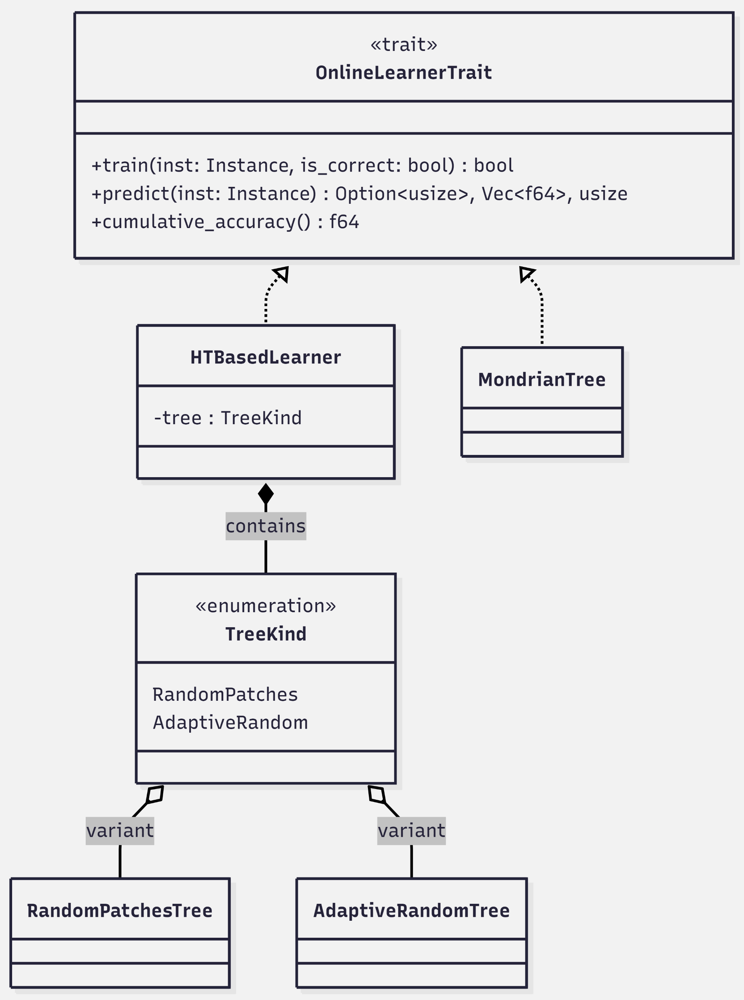 «trait»
OnlineLearnerTrait
+train(inst: Instance, is_correct: bool) : bool
+predict(inst: Instance) : Option<usize>, Vec<f64>, usize
+cumulative_accuracy() : f64
HTBasedLearner
-tree : TreeKind
MondrianTree
contains
«enumeration»
TreeKind
RandomPatches
AdaptiveRandom
variant
variant
RandomPatchesTree
AdaptiveRandomTree